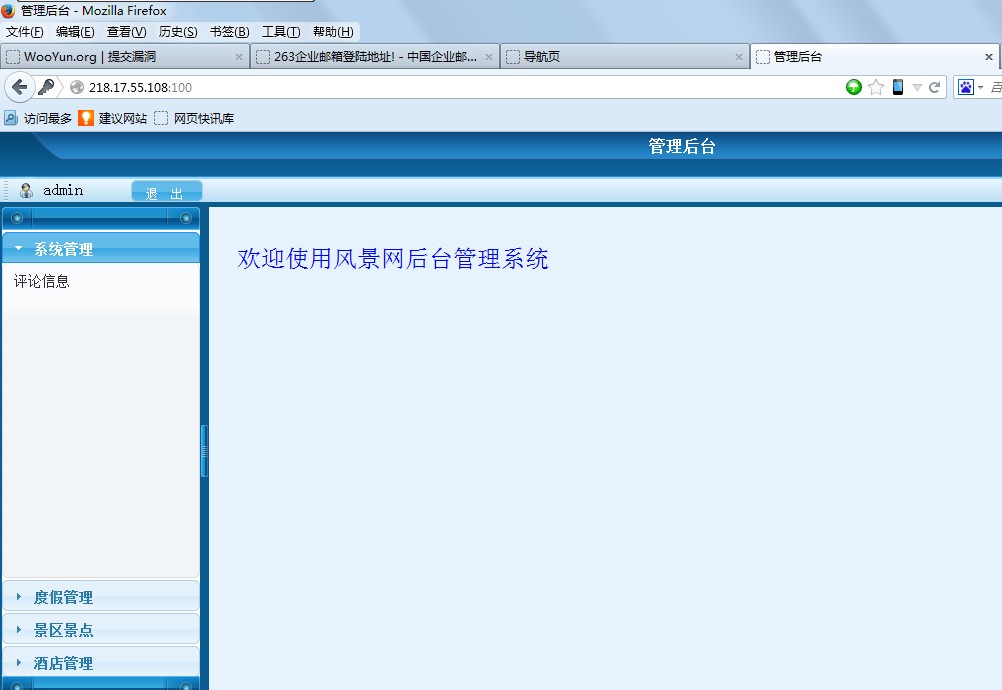 管理后台 - Mozilla Firefox
文件(F) 编辑(E) 查看(V) 历史(S) 书签(B) 工具(T) 帮助(H)
WooYun.org | 提交漏洞 263企业邮箱登陆地址! - 中国企业邮... 导航页 管理后台
218.17.55.108:100 百
访问最多 建议网站 网页快讯库
管理后台
admin 退 出
系统管理
欢迎使用风景网后台管理系统
评论信息
度假管理
景区景点
酒店管理